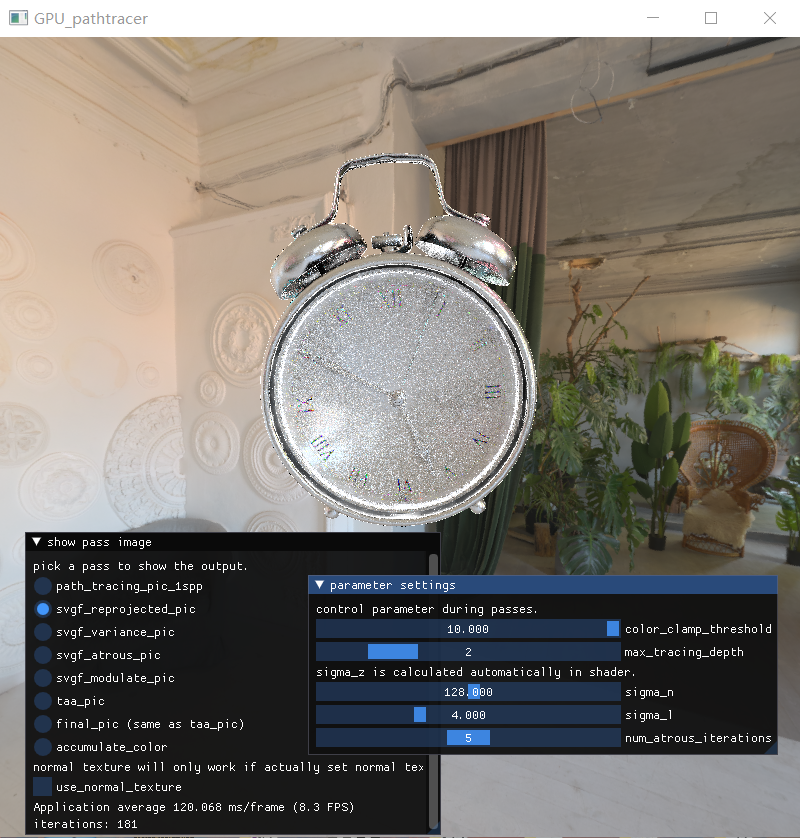 GPU_pathtracer
show pass image
pick a pass to show the output.
path_tracing_pic_1spp
svgf_reprojected_pic
svgf_variance_pic
svgf_atrous_pic
svgf_modulate_pic
taa_pic
final_pic (same as taa_pic)
accumulate_color
normal texture will only work if actually set normal tex
use_normal_texture
Application average 120.068 ms/frame (8.3 FPS)
iterations: 181
parameter settings
control parameter during passes.
10.000 color_clamp_threshold
2 max_tracing_depth
sigma_z is calculated automatically in shader.
128.000 sigma_n
4.000 sigma_l
5 num_atrous_iterations